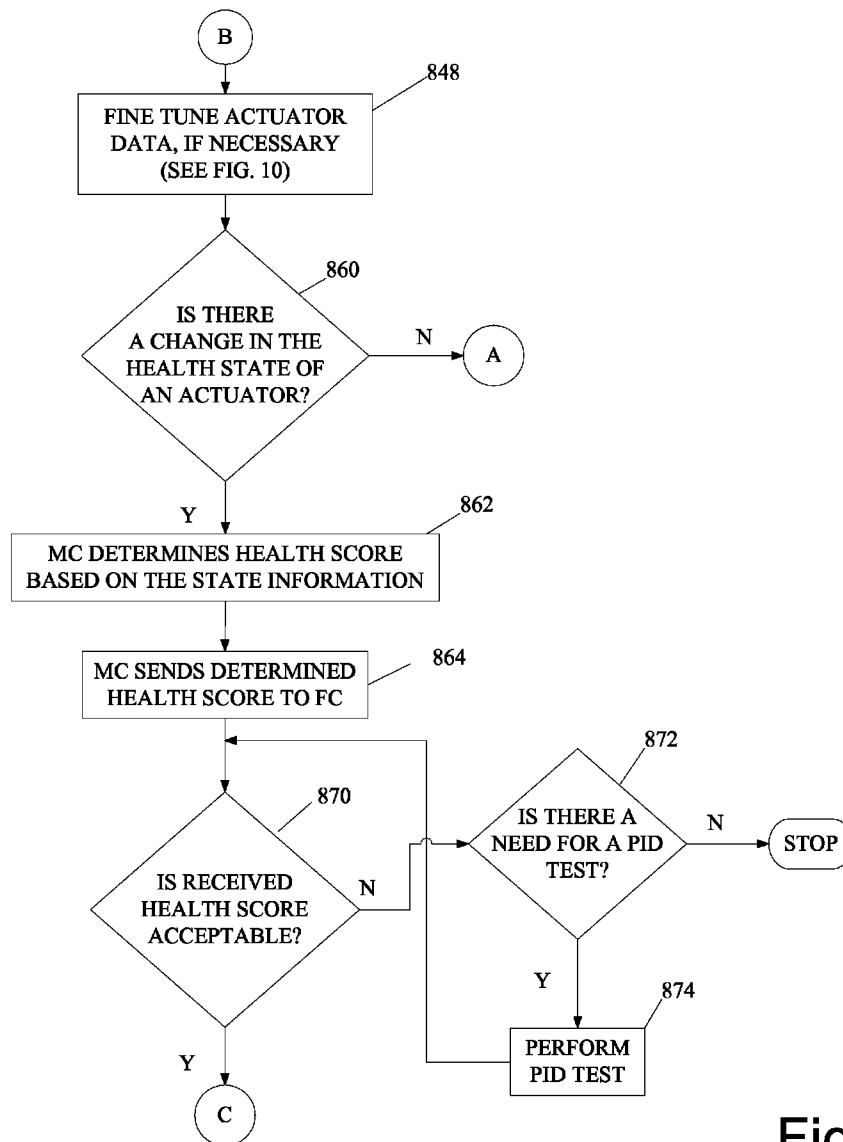 B
848
FINE TUNE ACTUATOR
DATA, IF NECESSARY
(SEE FIG. 10)
860
IS THERE
A CHANGE IN THE
HEALTH STATE OF
AN ACTUATOR?
N
A
Y
862
MC DETERMINES HEALTH SCORE
BASED ON THE STATE INFORMATION
864
MC SENDS DETERMINED
HEALTH SCORE TO FC
870
IS RECEIVED
HEALTH SCORE
ACCEPTABLE?
N
872
IS THERE A
NEED FOR A PID
TEST?
N
STOP
Y
874
PERFORM
PID TEST
Y
C